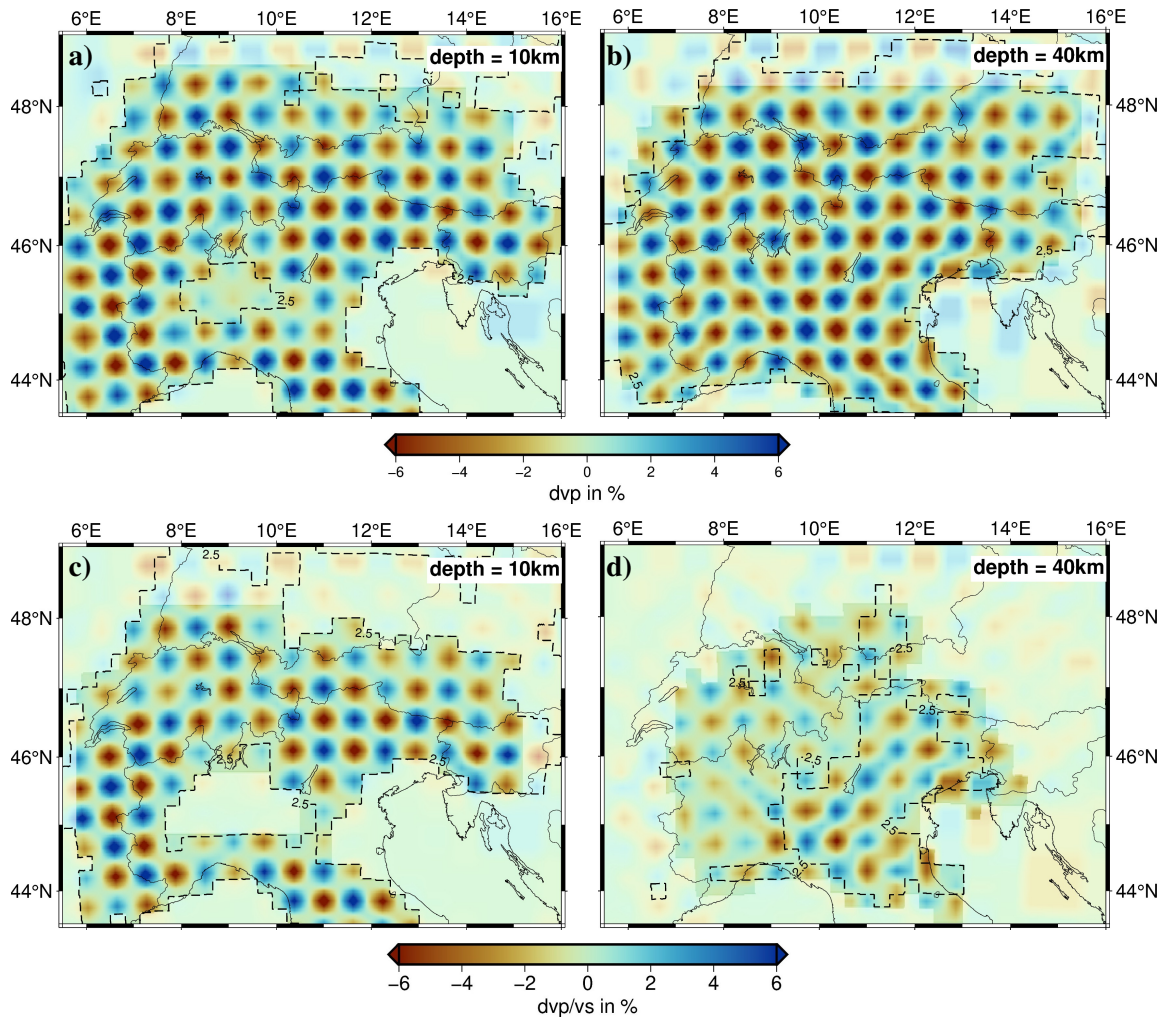 6°E 8°E 10°E 12°E 14°E 16°E 6°E 8°E 10°E 12°E 14°E 16°E
a) depth = 10km b) depth = 40km
48°N 48°N
46°N 46°N
2.5 2.5 2.5
44°N 2.5 44°N
−6 −4 −2 0 2 4 6
dvp in %
6°E 8°E 10°E 12°E 14°E 16°E 6°E 8°E 10°E 12°E 14°E 16°E
2.5
c) depth = 10km d) depth = 40km
48°N 48°N
2.5 2.5
2.5 2.5
46°N 2.5 2.5 2.5 46°N
2.5 2.5
44°N 2.5 44°N
−6 −4 −2 0 2 4 6
dvp/vs in %